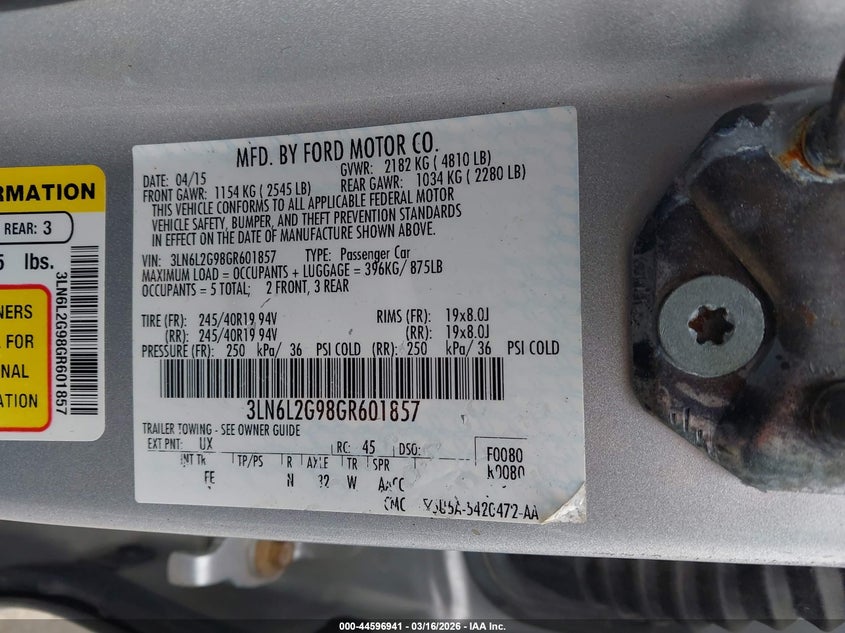 RMATION
REAR: 3
5 lbs.
NERS
FOR
NAL
ATION
3LN6L2G98GR601857
MFD. BY FORD MOTOR CO.
DATE: 04/15 GVWR: 2182 KG ( 4810 LB)
FRONT GAWR: 1154 KG ( 2545 LB) REAR GAWR: 1034 KG ( 2280 LB)
THIS VEHICLE CONFORMS TO ALL APPLICABLE FEDERAL MOTOR
VEHICLE SAFETY, BUMPER, AND THEFT PREVENTION STANDARDS
IN EFFECT ON THE DATE OF MANUFACTURE SHOWN ABOVE.
VIN: 3LN6L2G98GR601857 TYPE: Passenger Car
MAXIMUM LOAD = OCCUPANTS + LUGGAGE = 396KG/ 875LB
OCCUPANTS = 5 TOTAL; 2 FRONT, 3 REAR
TIRE (FR): 245/40R19 94V RIMS (FR): 19x8.0J
(RR): 245/40R19 94V (RR): 19x8.0J
PRESSURE (FR): 250 kPa/ 36 PSI COLD (RR): 250 kPa/ 36 PSI COLD
3LN6L2G98GR601857
TRAILER TOWING - SEE OWNER GUIDE
EXT PNT: UX RC: 45 DSO: F0080
INT TR TP/PS R AXLE TR SPR
FE N 32 W
CMC
000-44596941 - 03/16/2026 - IAA Inc.